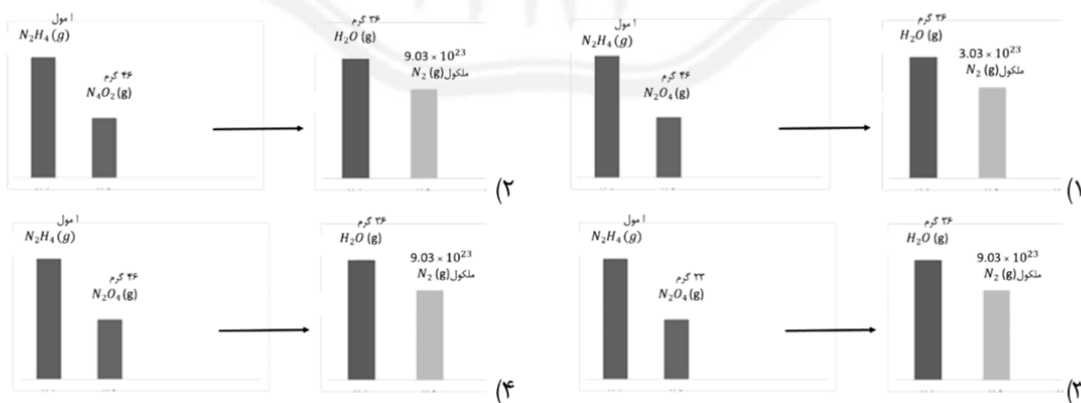 ۱ مول
N₂H₄(g)
۴۶ گرم
N₂O₄(g)
۳۶ گرم
H₂O (g)
3.03 × 10²³
ملکول N₂ (g)
(۱
۱ مول
N₂H₄(g)
۴۶ گرم
N₄O₂(g)
۳۶ گرم
H₂O (g)
9.03 × 10²³
ملکول N₂ (g)
(۲
۱ مول
N₂H₄(g)
۲۳ گرم
N₂O₄(g)
۳۶ گرم
H₂O (g)
9.03 × 10²³
ملکول N₂ (g)
(۳
۱ مول
N₂H₄(g)
۴۶ گرم
N₂O₄(g)
۳۶ گرم
H₂O (g)
9.03 × 10²³
ملکول N₂ (g)
(۴